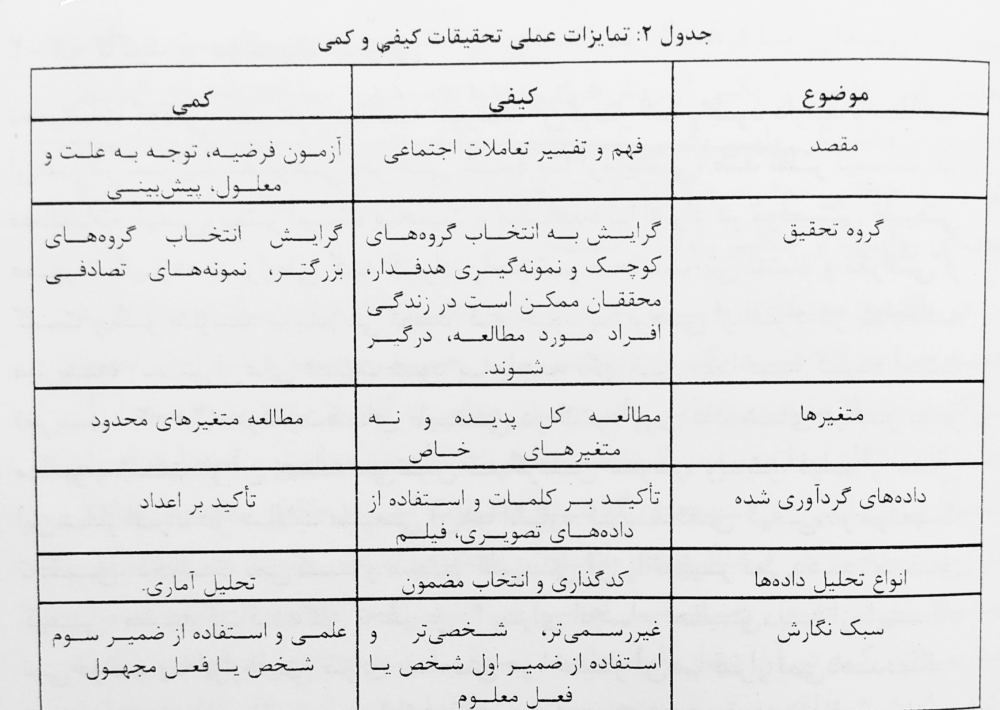 جدول ۲: تمایزات عملی تحقیقات کیفی و کمی
موضوع
کیفی
کمی
مقصد
فهم و تفسیر تعاملات اجتماعی
آزمون فرضیه، توجه به علت و
معلول، پیش‌بینی
گروه تحقیق
گرایش به انتخاب گروه‌های
کوچک و نمونه‌گیری هدفدار،
محققان ممکن است در زندگی
افراد مورد مطالعه، درگیر
شوند.
گرایش انتخاب گروه‌های
بزرگتر، نمونه‌های تصادفی
متغیرها
مطالعه کل پدیده و نه
متغیرهای خاص
مطالعه متغیرهای محدود
داده‌های گردآوری شده
تأکید بر کلمات و استفاده از
داده‌های تصویری، فیلم
تأکید بر اعداد
انواع تحلیل داده‌ها
کدگذاری و انتخاب مضمون
تحلیل آماری.
سبک نگارش
غیررسمی‌تر، شخصی‌تر و
استفاده از ضمیر اول شخص یا
فعل معلوم
علمی و استفاده از ضمیر سوم
شخص یا فعل مجهول